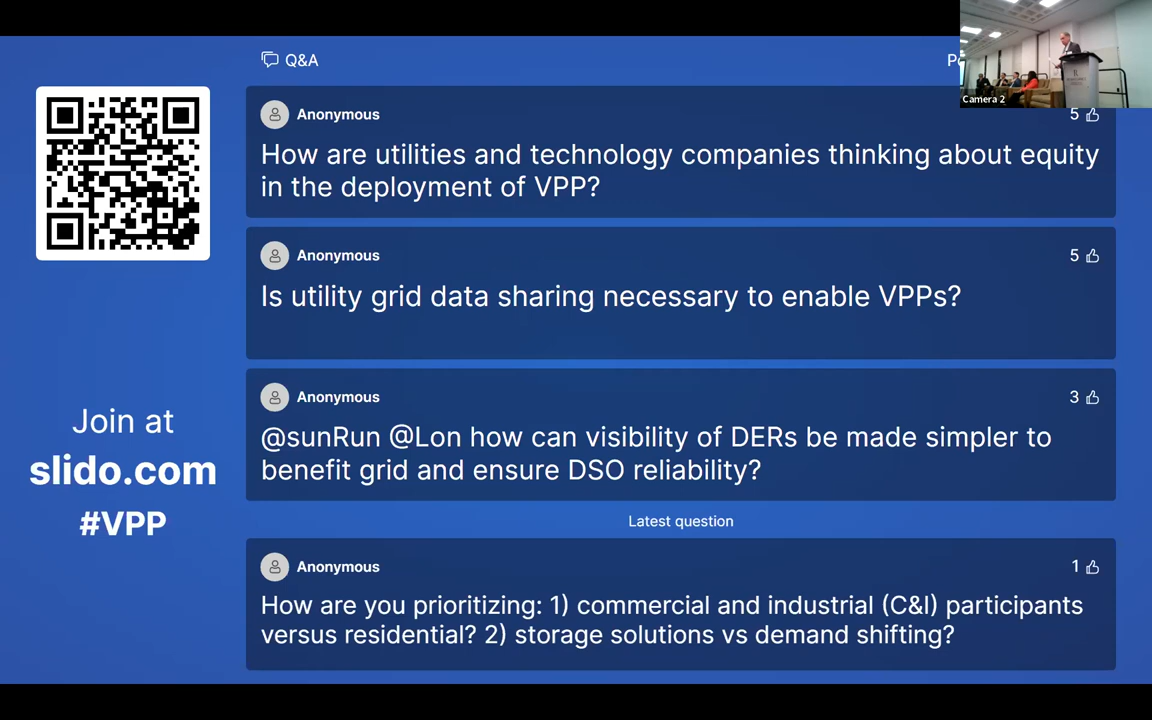 Q&A
Camera 2
Anonymous
5
How are utilities and technology companies thinking about equity
in the deployment of VPP?
Anonymous
5
Is utility grid data sharing necessary to enable VPPs?
Anonymous
3
@sunRun @Lon how can visibility of DERs be made simpler to
benefit grid and ensure DSO reliability?
Join at
slido.com
#VPP
Latest question
Anonymous
1
How are you prioritizing: 1) commercial and industrial (C&I) participants
versus residential? 2) storage solutions vs demand shifting?